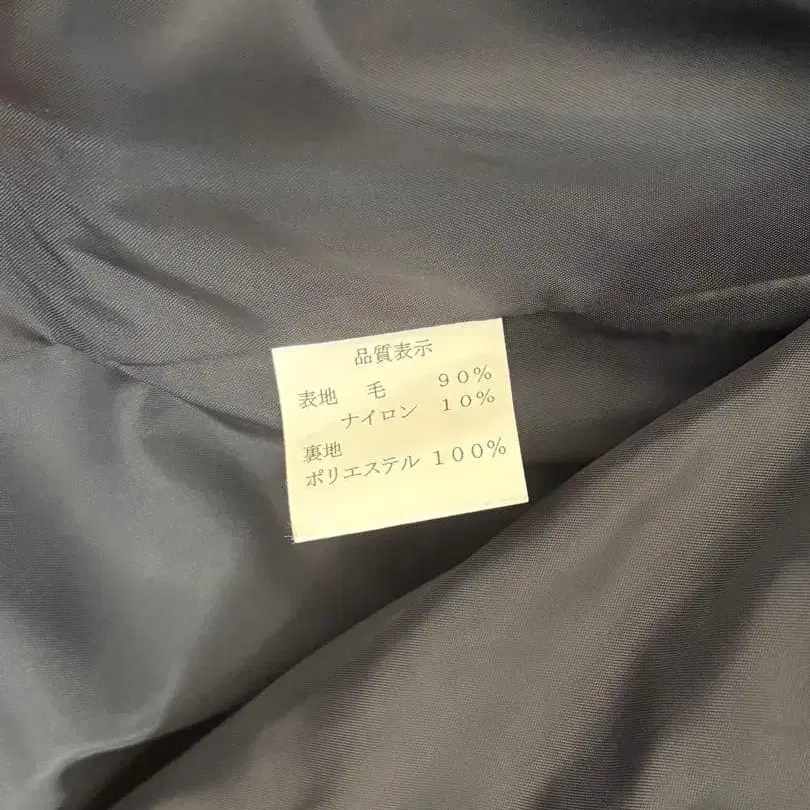 品質表示
表地 毛 90%
ナイロン 10%
裏地
ポリエステル 100%